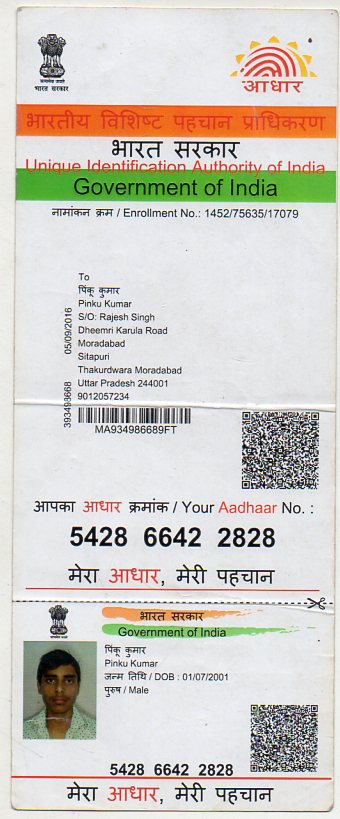 सत्यमेव जयते
भारत सरकार
आधार
भारतीय विशिष्ट पहचान प्राधिकरण
भारत सरकार
Unique Identification Authority of India
Government of India
नामांकन क्रम / Enrollment No.: 1452/75635/17079
05/09/2016
To
पिंकू कुमार
Pinku Kumar
S/O: Rajesh Singh
Dheemri Karula Road
Moradabad
Sitapuri
Thakurdwara Moradabad
Uttar Pradesh 244001
9012057234
MA934986689FT
आपका आधार क्रमांक / Your Aadhaar No. :
5428 6642 2828
मेरा आधार, मेरी पहचान
भारत सरकार
Government of India
पिंकू कुमार
Pinku Kumar
जन्म तिथि / DOB : 01/07/2001
पुरुष / Male
5428 6642 2828
मेरा आधार, मेरी पहचान